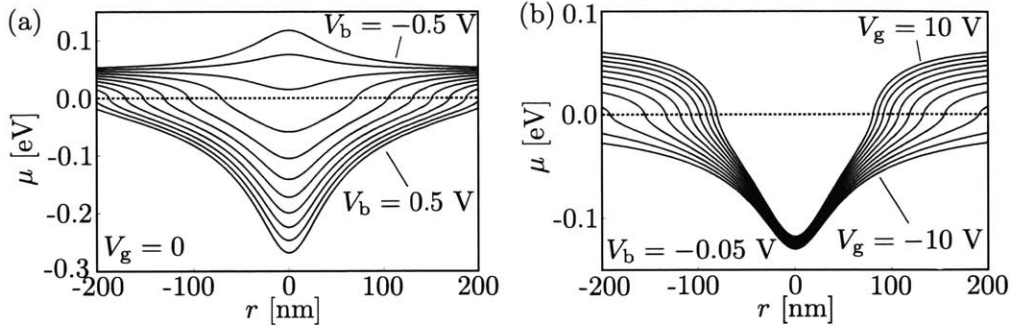 (a)
0.1
0.0
-0.1
-0.2
-0.3
μ [eV]
V_b = −0.5 V
V_b = 0.5 V
V_g = 0
-200 -100 0 100 200
r [nm]
(b)
0.1
0.0
-0.1
μ [eV]
V_g = 10 V
V_b = −0.05 V
V_g = −10 V
-200 -100 0 100 200
r [nm]